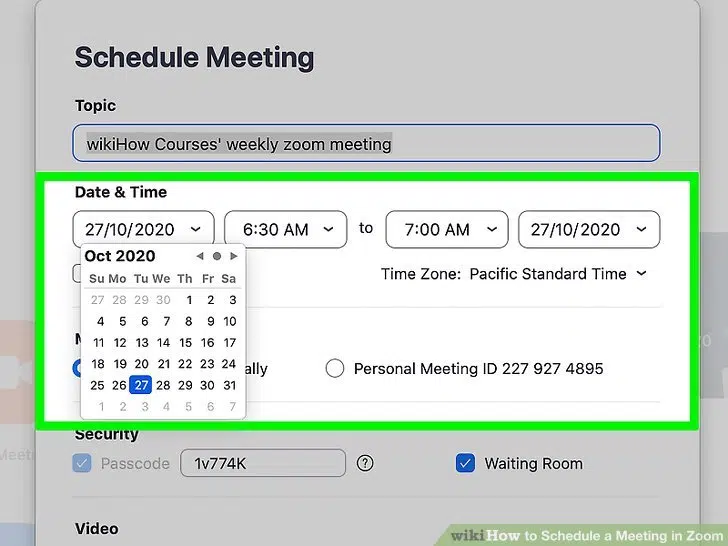 Schedule Meeting
Topic
wikiHow Courses' weekly zoom meeting
Date & Time
27/10/2020 6:30 AM to 7:00 AM 27/10/2020
Oct 2020
Su Mo Tu We Th Fr Sa
Time Zone: Pacific Standard Time
27 28 29 30 1 2 3
4 5 6 7 8 9 10
11 12 13 14 15 16 17
18 19 20 21 22 23 24
Personal Meeting ID 227 927 4895
25 26 27 28 29 30 31
1 2 3 4 5 6 7
Security
Passcode 1v774K ? Waiting Room
Video
wikiHow to Schedule a Meeting in Zoom